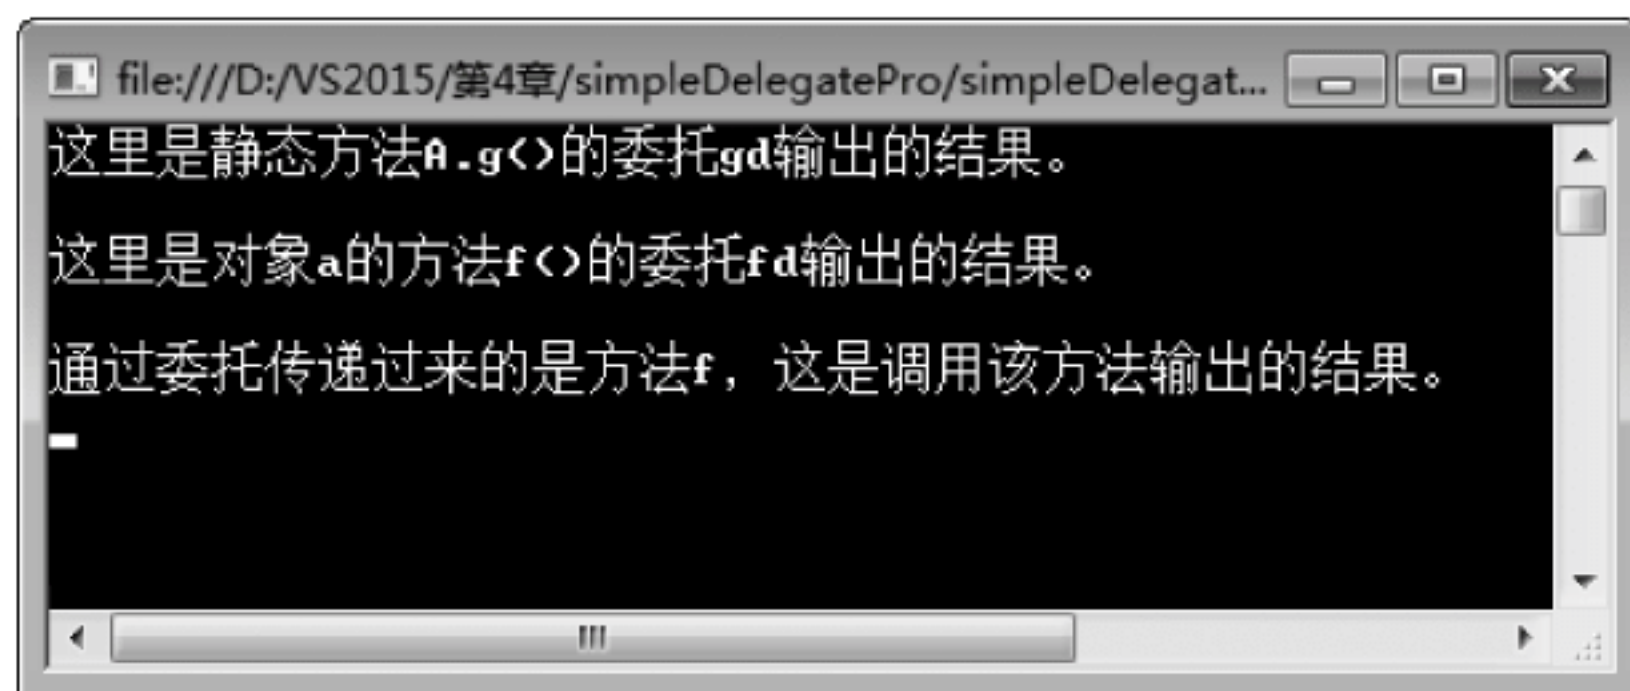 file:///D:/VS2015/第4章/simpleDelegatePro/simpleDelegat...
这里是静态方法A.g()的委托gd输出的结果。
这里是对象a的方法f()的委托fd输出的结果。
通过委托传递过来的是方法f，这是调用该方法输出的结果。